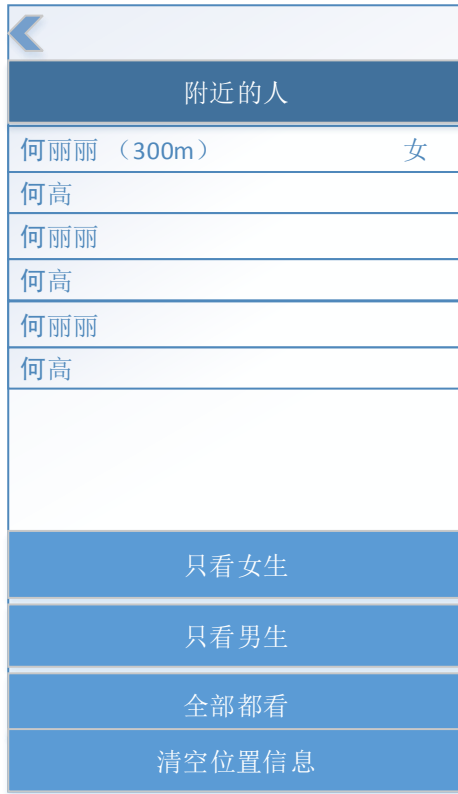 附近的人
何丽丽（300m） 女
何高
何丽丽
何高
何丽丽
何高
只看女生
只看男生
全部都看
清空位置信息